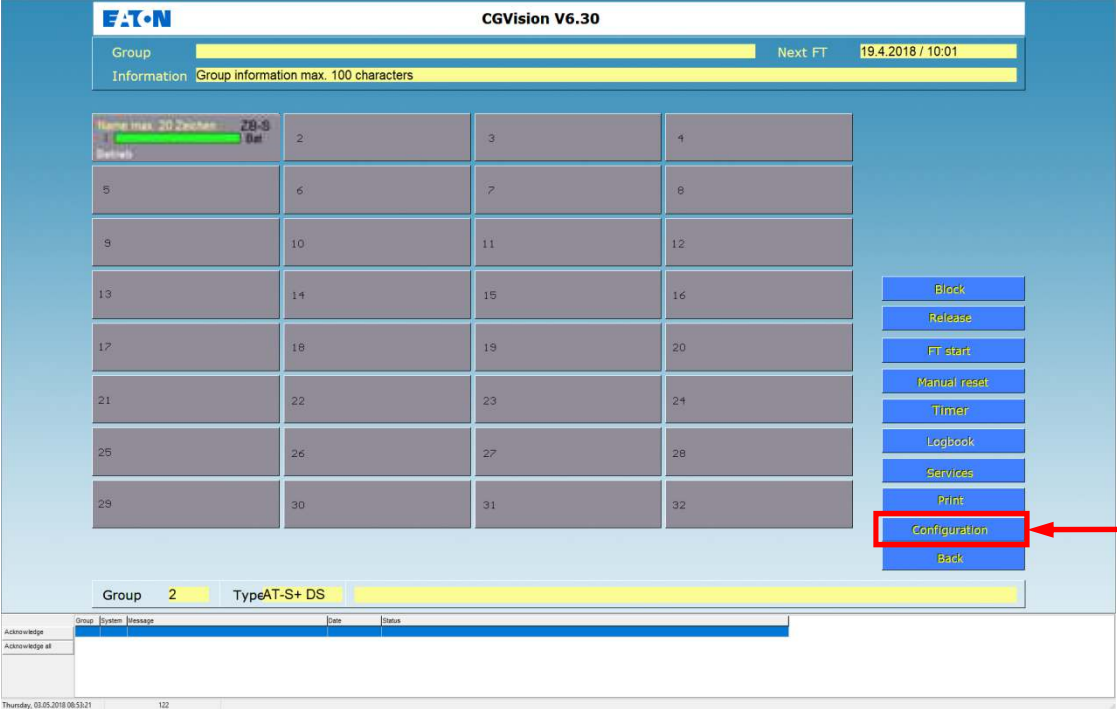 EATON CGVision V6.30
Group Next FT 19.4.2018 / 10:01
Information Group information max. 100 characters
Name max. 20 Zeichen ZB-S
1 Bat
Betrieb
2 3 4
5 6 7 8
9 10 11 12
13 14 15 16
17 18 19 20
21 22 23 24
25 26 27 28
29 30 31 32
Block
Release
FT start
Manual reset
Timer
Logbook
Services
Print
Configuration
Back
Group 2 Type AT-S+ DS
Group System Message Date Status
Acknowledge
Acknowledge all
Thursday, 03.05.2018 08:53:21 122